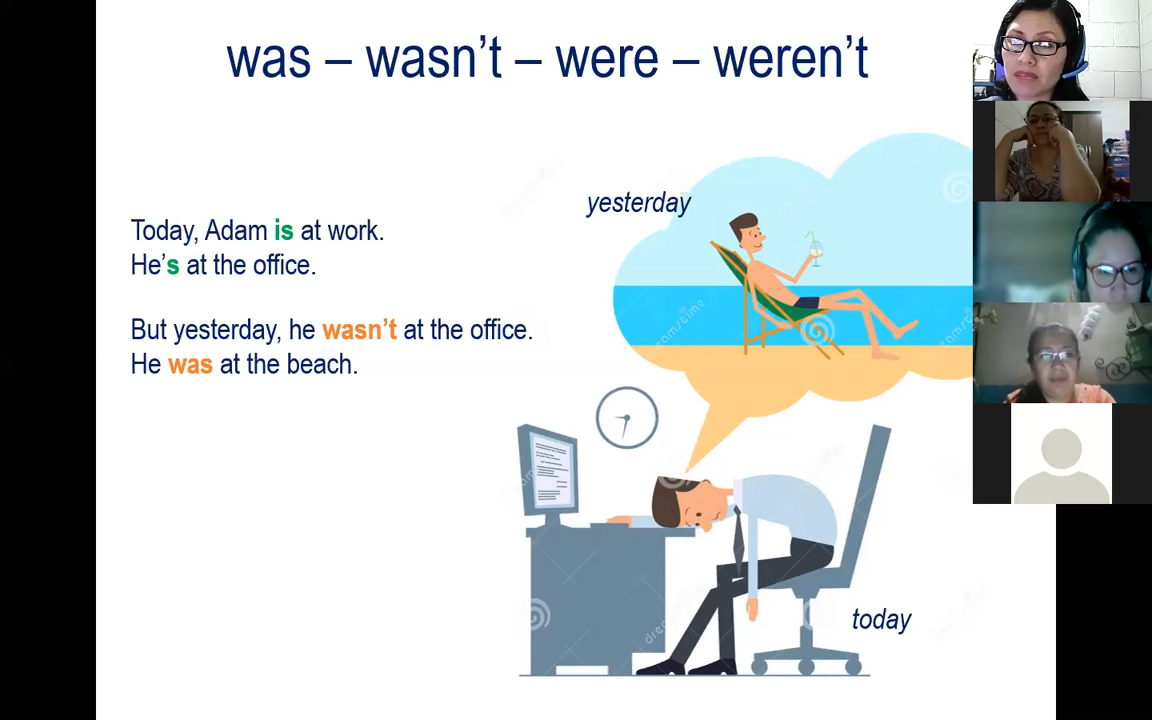 was – wasn't – were – weren't
yesterday
Today, Adam is at work.
He's at the office.
But yesterday, he wasn't at the office.
He was at the beach.
today
dreamstime